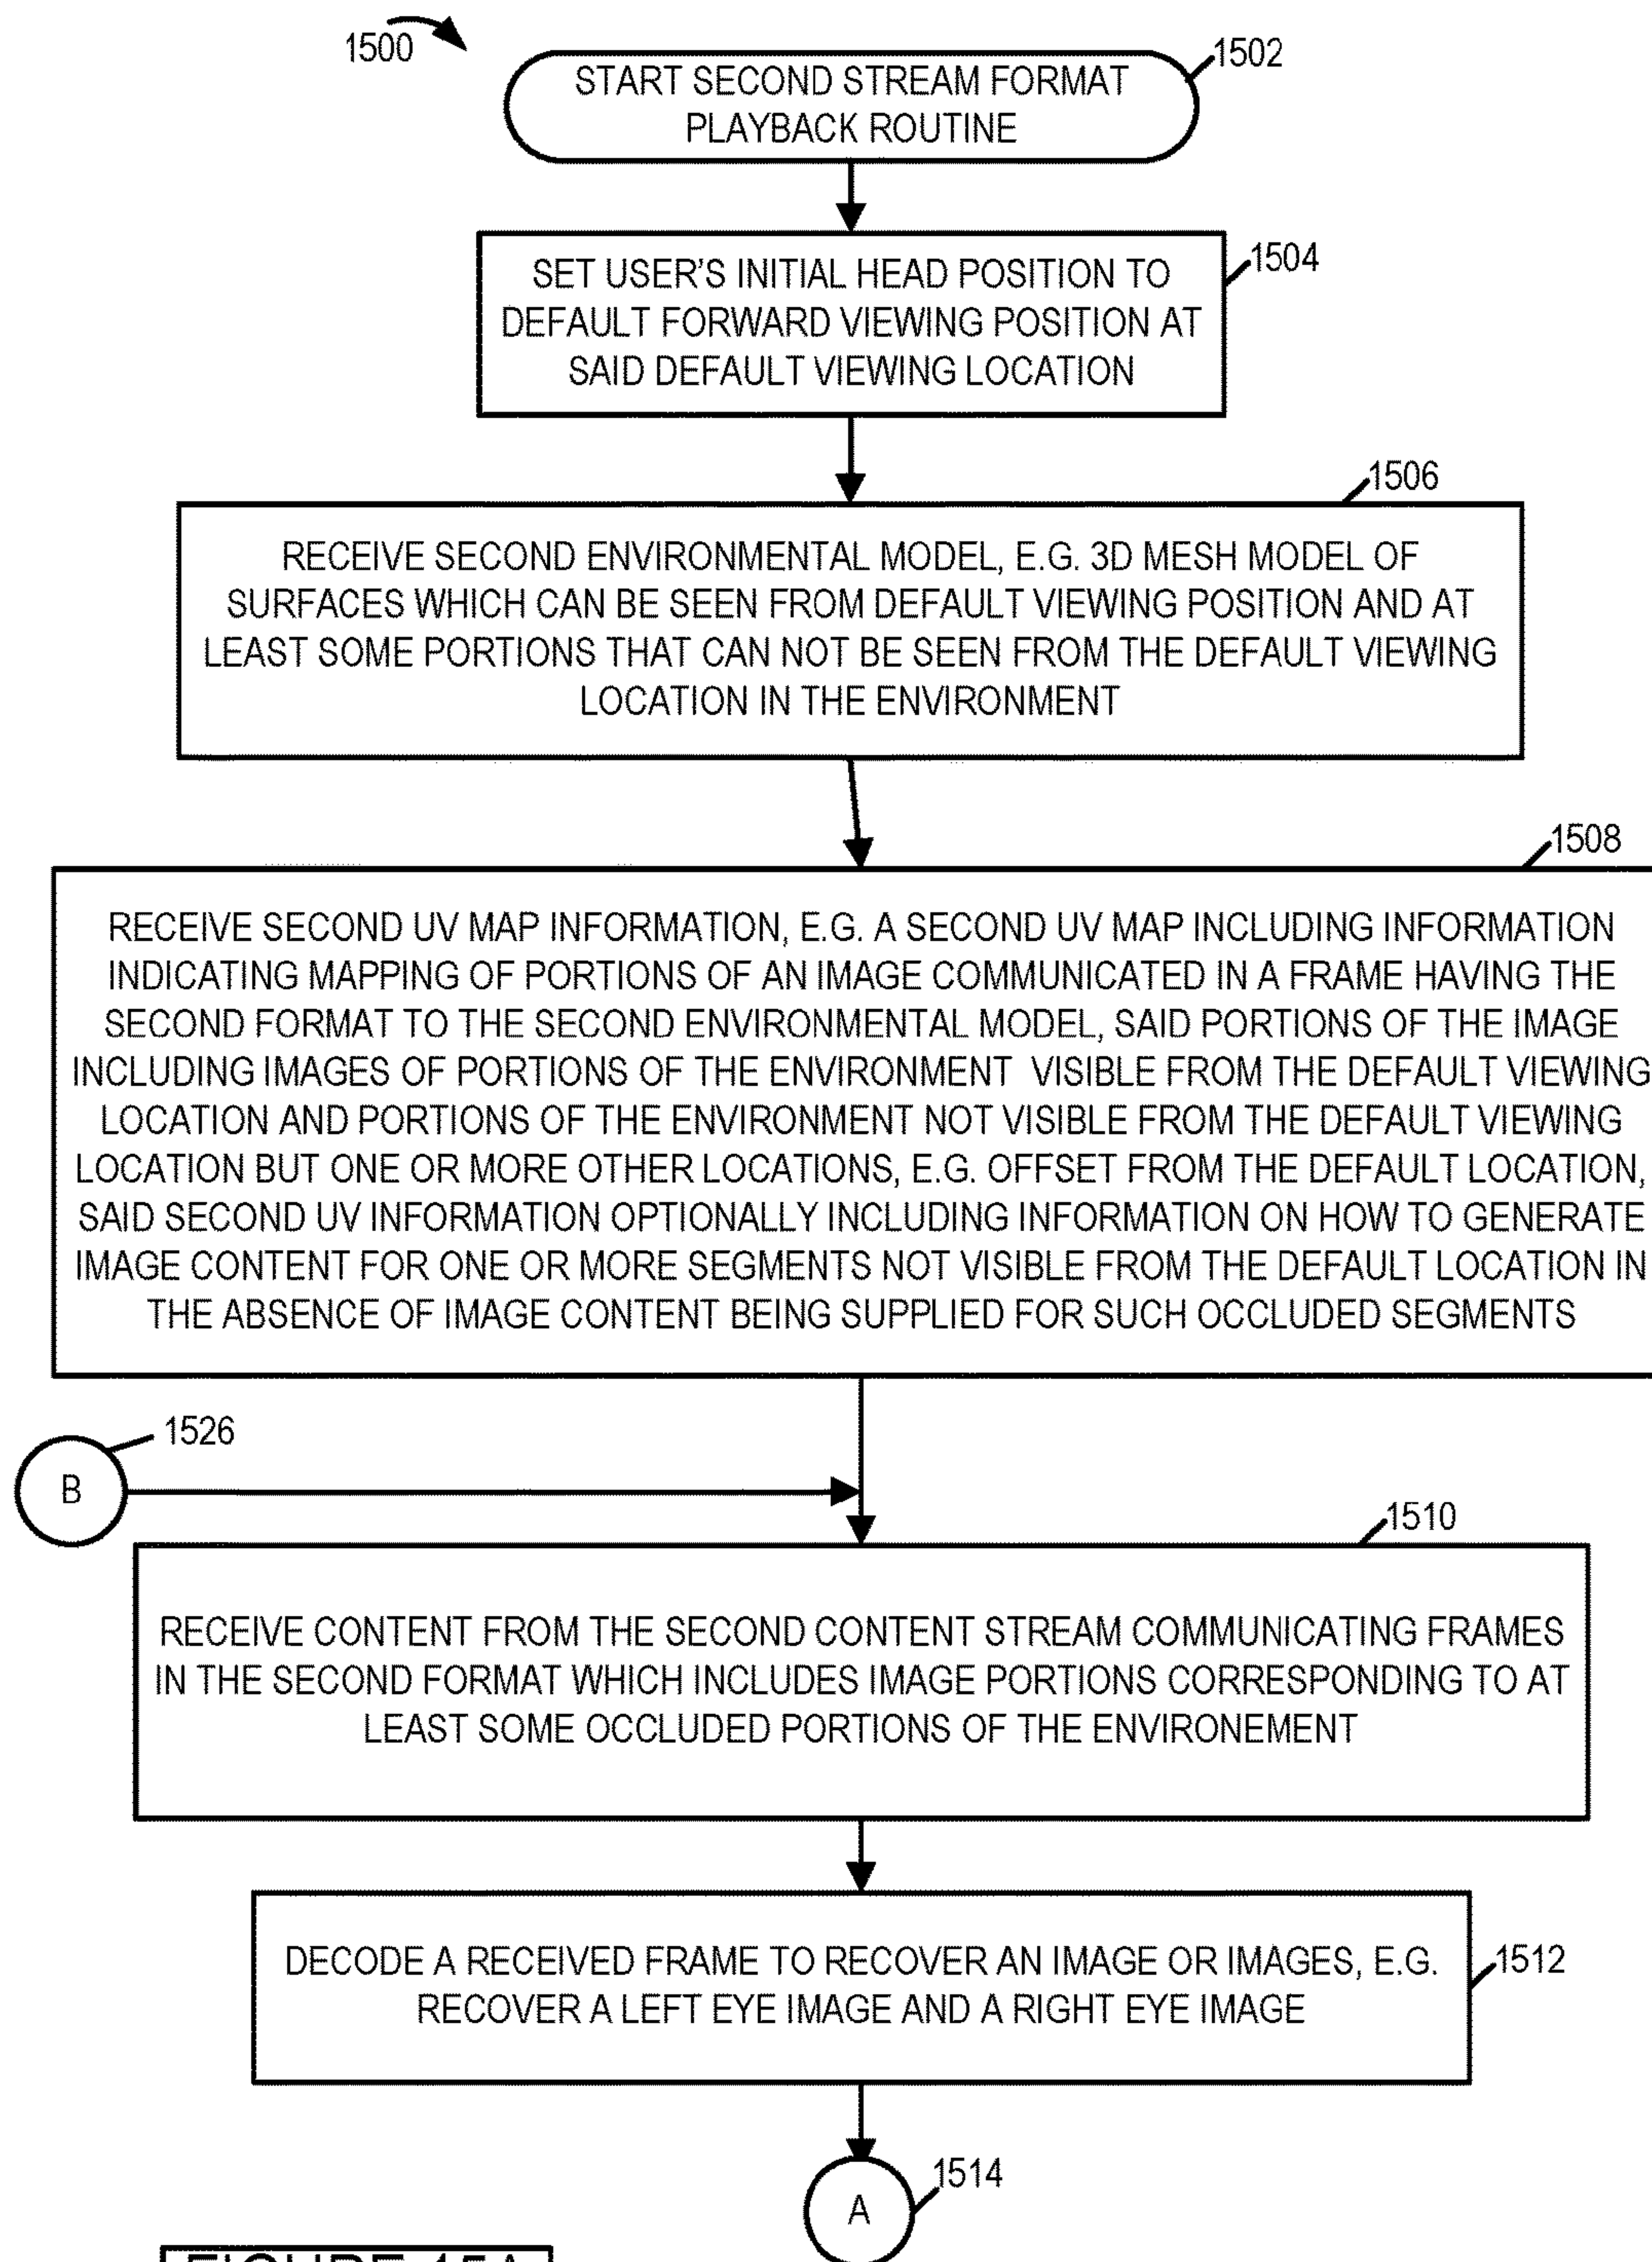 1500
1502
START SECOND STREAM FORMAT
PLAYBACK ROUTINE
1504
SET USER'S INITIAL HEAD POSITION TO
DEFAULT FORWARD VIEWING POSITION AT
SAID DEFAULT VIEWING LOCATION
1506
RECEIVE SECOND ENVIRONMENTAL MODEL, E.G. 3D MESH MODEL OF
SURFACES WHICH CAN BE SEEN FROM DEFAULT VIEWING POSITION AND AT
LEAST SOME PORTIONS THAT CAN NOT BE SEEN FROM THE DEFAULT VIEWING
LOCATION IN THE ENVIRONMENT
1508
RECEIVE SECOND UV MAP INFORMATION, E.G. A SECOND UV MAP INCLUDING INFORMATION
INDICATING MAPPING OF PORTIONS OF AN IMAGE COMMUNICATED IN A FRAME HAVING THE
SECOND FORMAT TO THE SECOND ENVIRONMENTAL MODEL, SAID PORTIONS OF THE IMAGE
INCLUDING IMAGES OF PORTIONS OF THE ENVIRONMENT VISIBLE FROM THE DEFAULT VIEWING
LOCATION AND PORTIONS OF THE ENVIRONMENT NOT VISIBLE FROM THE DEFAULT VIEWING
LOCATION BUT ONE OR MORE OTHER LOCATIONS, E.G. OFFSET FROM THE DEFAULT LOCATION,
SAID SECOND UV INFORMATION OPTIONALLY INCLUDING INFORMATION ON HOW TO GENERATE
IMAGE CONTENT FOR ONE OR MORE SEGMENTS NOT VISIBLE FROM THE DEFAULT LOCATION IN
THE ABSENCE OF IMAGE CONTENT BEING SUPPLIED FOR SUCH OCCLUDED SEGMENTS
1526
B
1510
RECEIVE CONTENT FROM THE SECOND CONTENT STREAM COMMUNICATING FRAMES
IN THE SECOND FORMAT WHICH INCLUDES IMAGE PORTIONS CORRESPONDING TO AT
LEAST SOME OCCLUDED PORTIONS OF THE ENVIRONEMENT
DECODE A RECEIVED FRAME TO RECOVER AN IMAGE OR IMAGES, E.G.
RECOVER A LEFT EYE IMAGE AND A RIGHT EYE IMAGE
1512
1514
A
FIGURE 15A